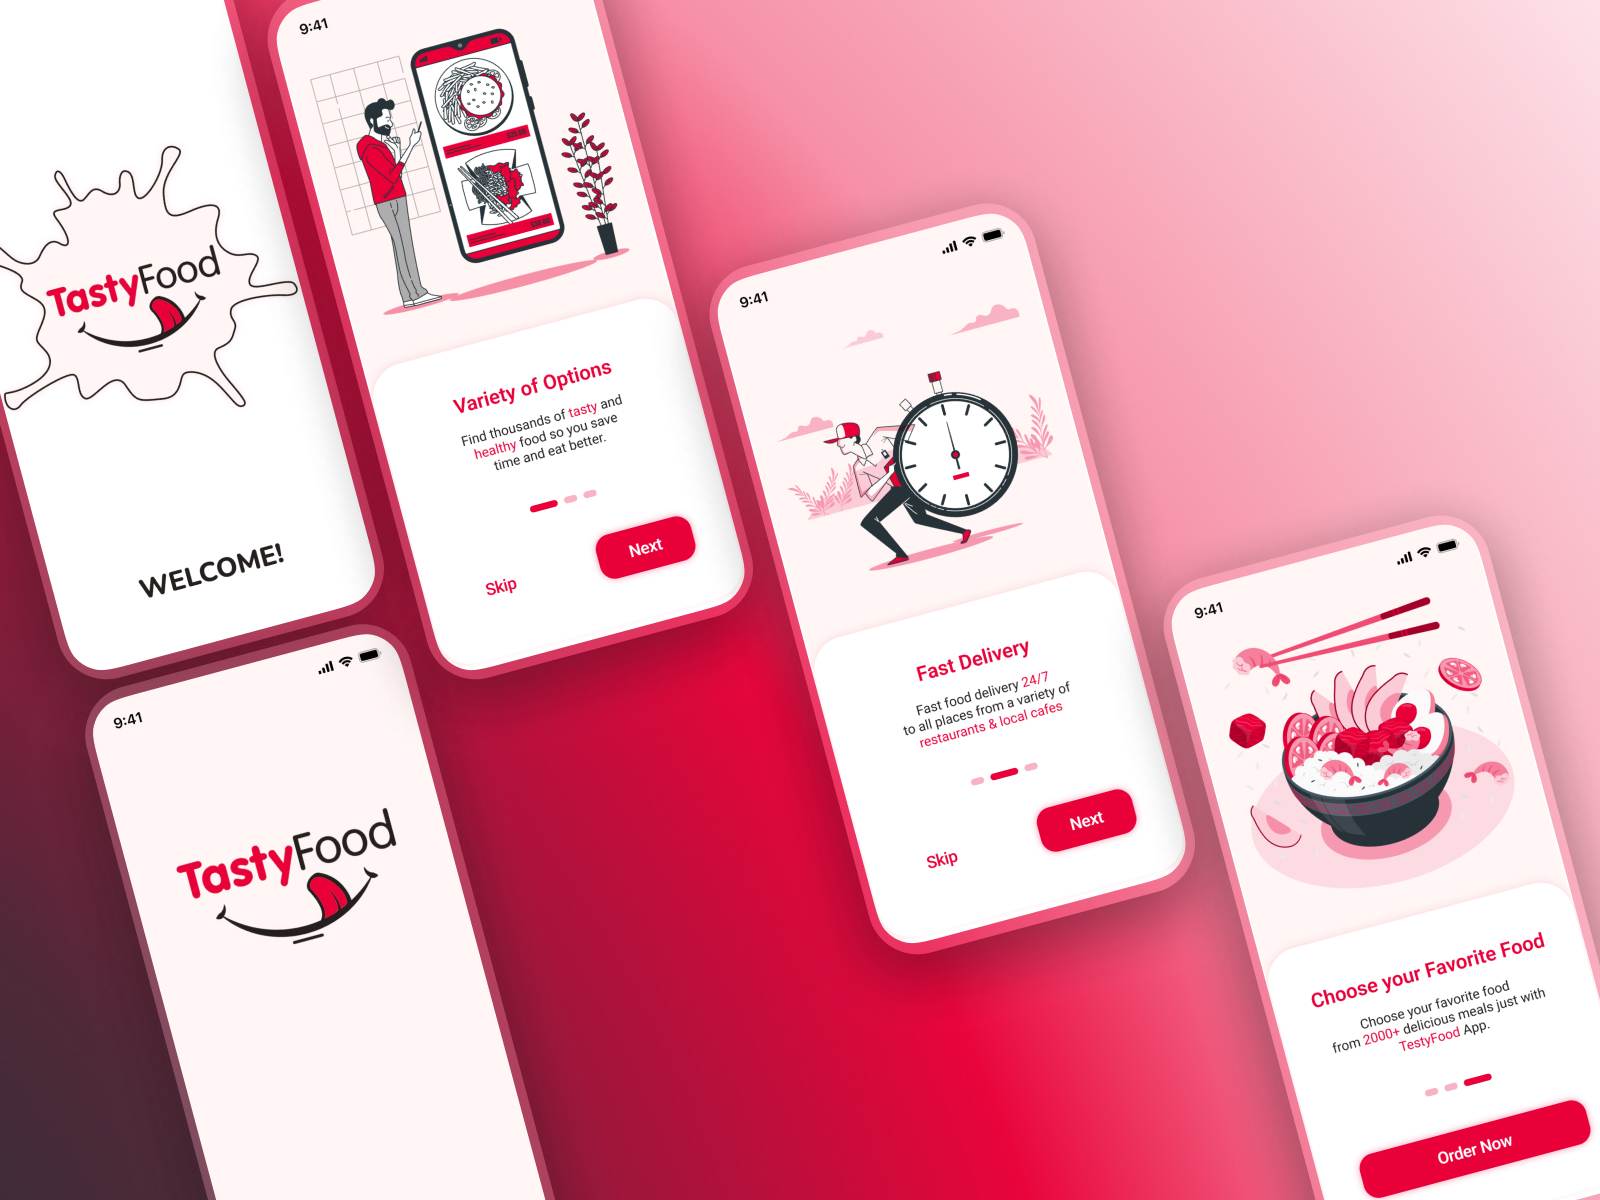 TastyFood
WELCOME!
9:41
TastyFood
9:41
Variety of Options
Find thousands of tasty and
healthy food so you save
time and eat better.
Skip
Next
9:41
Fast Delivery
Fast food delivery 24/7
to all places from a variety of
restaurants & local cafes
Skip
Next
9:41
Choose your Favorite Food
Choose your favorite food
from 2000+ delicious meals just with
TestyFood App.
Order Now